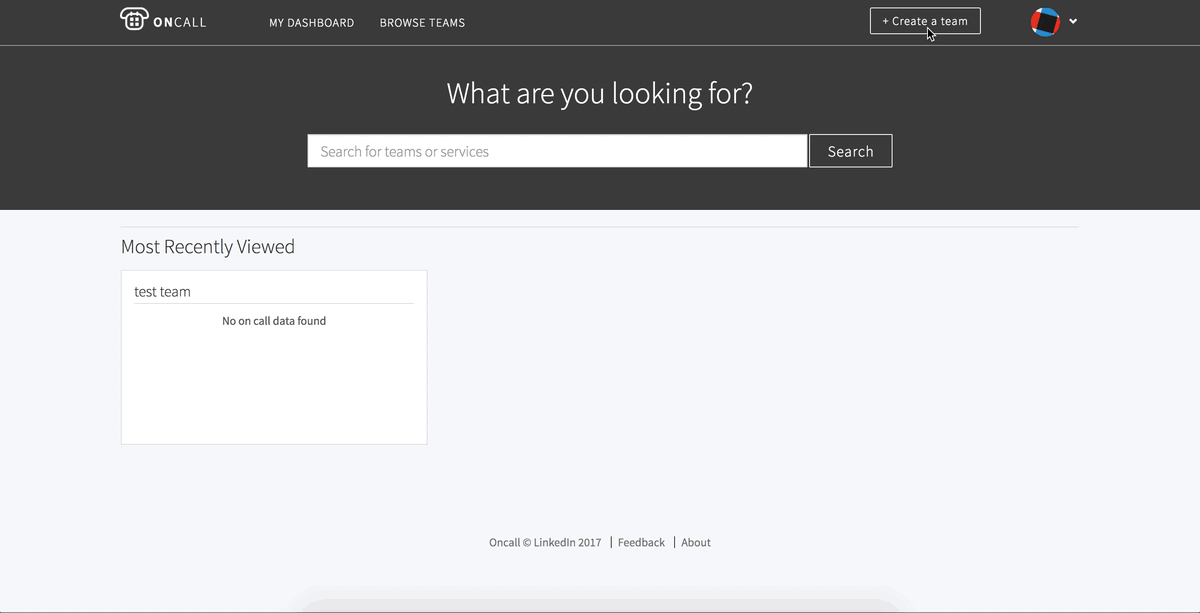 ONCALL
MY DASHBOARD
BROWSE TEAMS
+ Create a team
What are you looking for?
Search for teams or services
Search
Most Recently Viewed
test team
No on call data found
Oncall © LinkedIn 2017 | Feedback | About